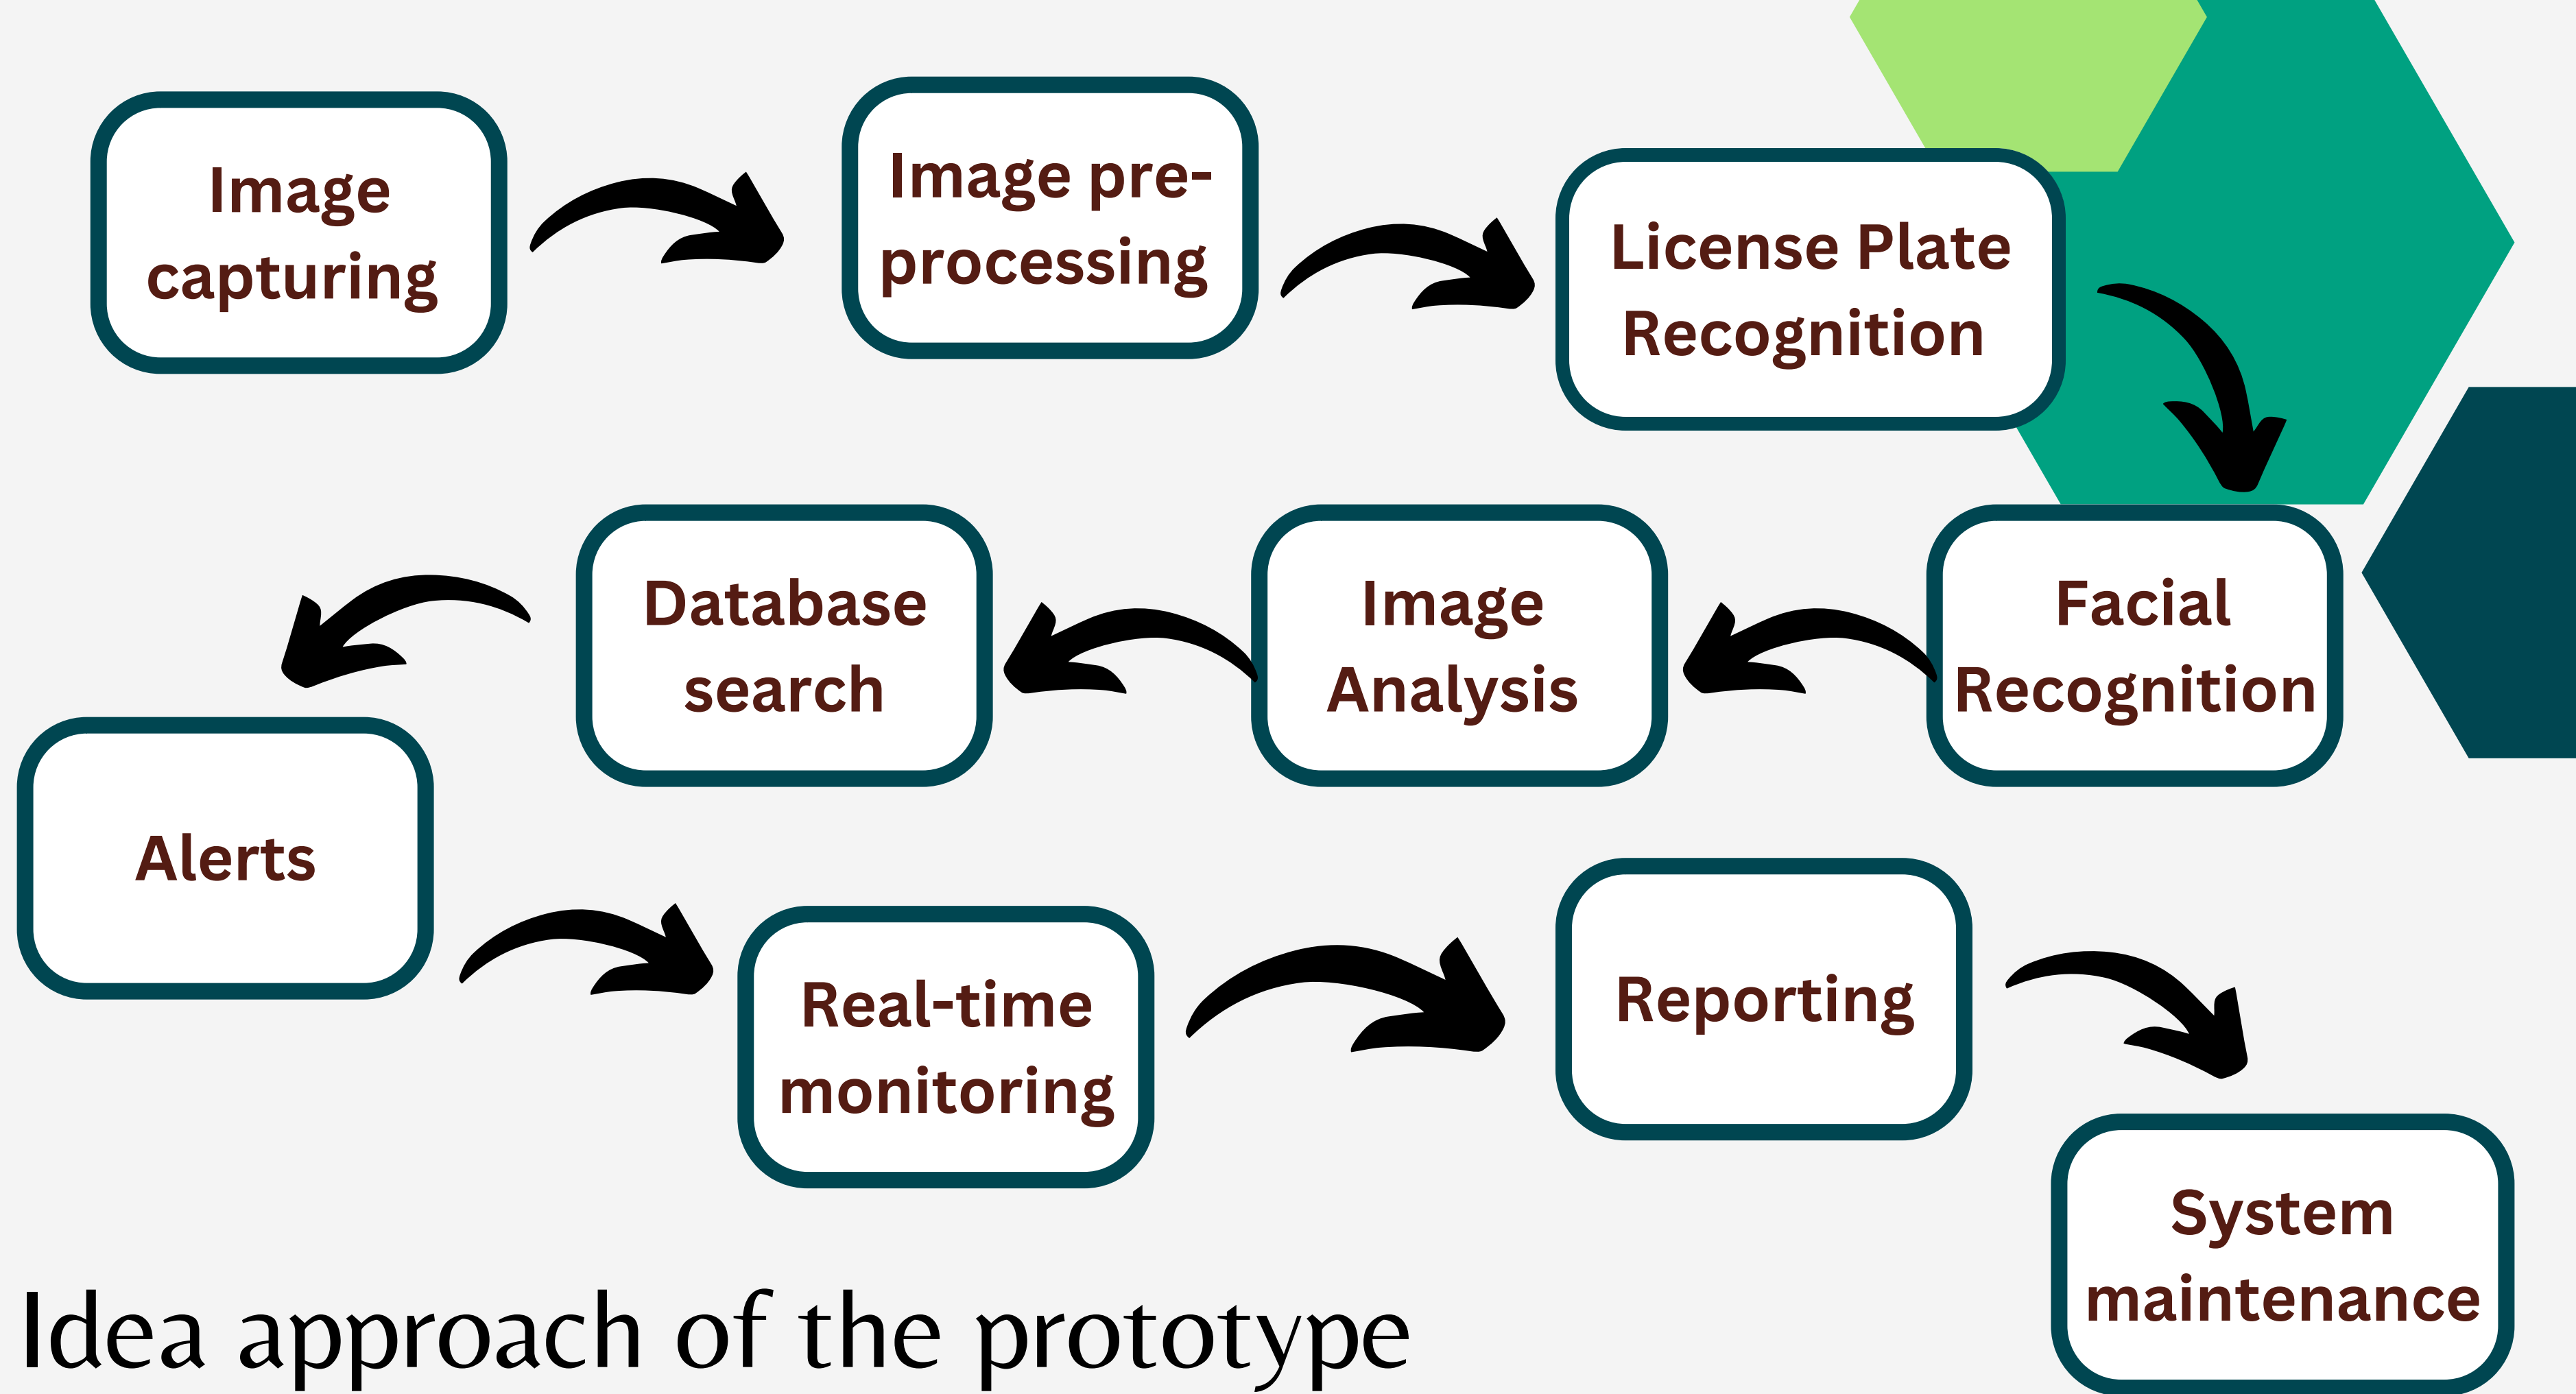 Image
capturing
Image pre-
processing
License Plate
Recognition
Facial
Recognition
Image
Analysis
Database
search
Alerts
Real-time
monitoring
Reporting
System
maintenance
Idea approach of the prototype